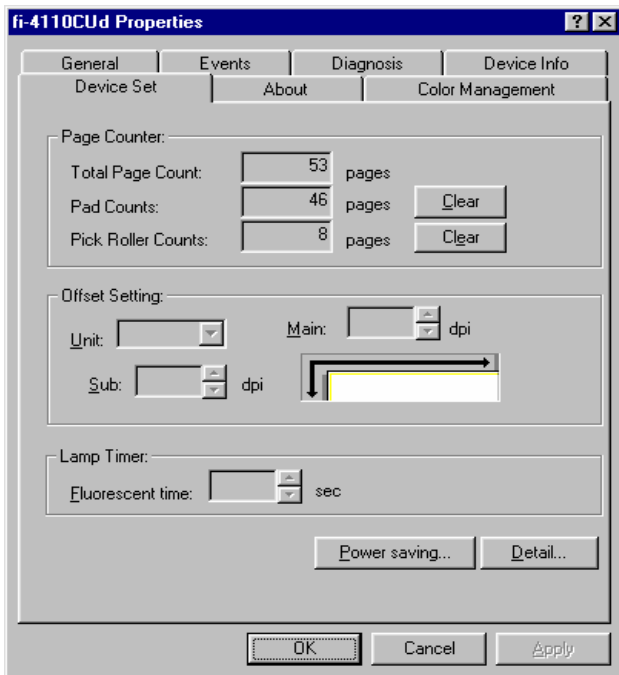 fi-4110CUd Properties
General Events Diagnosis Device Info
Device Set About Color Management
Page Counter:
Total Page Count: 53 pages
Pad Counts: 46 pages Clear
Pick Roller Counts: 8 pages Clear
Offset Setting:
Unit: Main: dpi
Sub: dpi
Lamp Timer:
Fluorescent time: sec
Power saving... Detail...
OK Cancel Apply